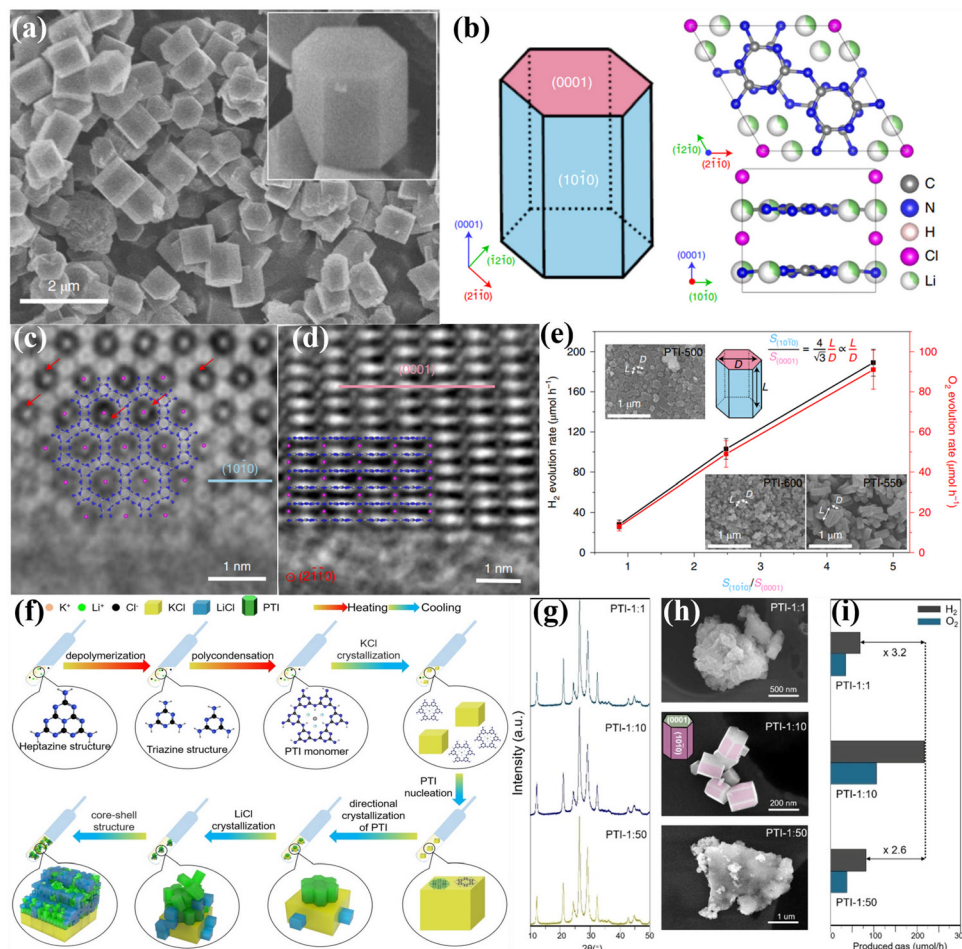 (a)
2 μm
(b)
(0001)
(101̄0)
(0001)
(1̄21̄0)
(21̄1̄0)
(1̄21̄0)
(21̄1̄0)
(0001)
(101̄0)
C
N
H
Cl
Li
(c)
(101̄0)
1 nm
(d)
(0001)
(21̄1̄0)
1 nm
(e)
H₂ evolution rate (μmol h⁻¹)
200
160
120
80
40
0
PTI-500
D
L
1 μm
D
L
S(101̄0)/S(0001) = 4/√3 L/D ∝ L/D
PTI-600
L
D
1 μm
PTI-550
L
D
1 μm
100
80
60
40
20
0
O₂ evolution rate (μmol h⁻¹)
1 2 3 4 5
S(101̄0)/S(0001)
(f)
K⁺ Li⁺ Cl⁻ KCl LiCl PTI Heating Cooling
depolymerization
polycondensation
KCl
crystallization
Heptazine structure
Triazine structure
PTI monomer
PTI
nucleation
core-shell
structure
LiCl
crystallization
directional
crystallization
of PTI
(g)
Intensity (a.u.)
PTI-1:1
PTI-1:10
PTI-1:50
10 20 30 40 50
2θ(°)
(h)
PTI-1:1
500 nm
(0001)
(101̄0)
PTI-1:10
200 nm
PTI-1:50
1 um
(i)
H₂
O₂
x 3.2
PTI-1:1
PTI-1:10
x 2.6
PTI-1:50
0 100 200 300
Produced gas (umol/h)